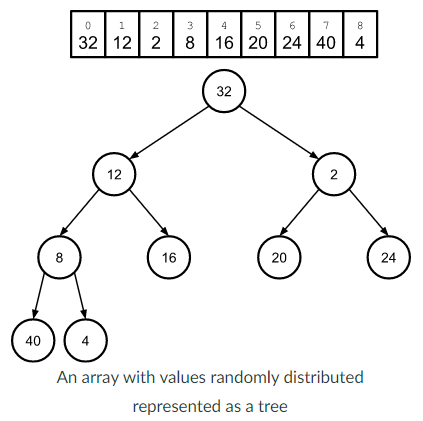 0 1 2 3 4 5 6 7 8
32 12 2 8 16 20 24 40 4
32
12 2
8 16 20 24
40 4
An array with values randomly distributed
represented as a tree